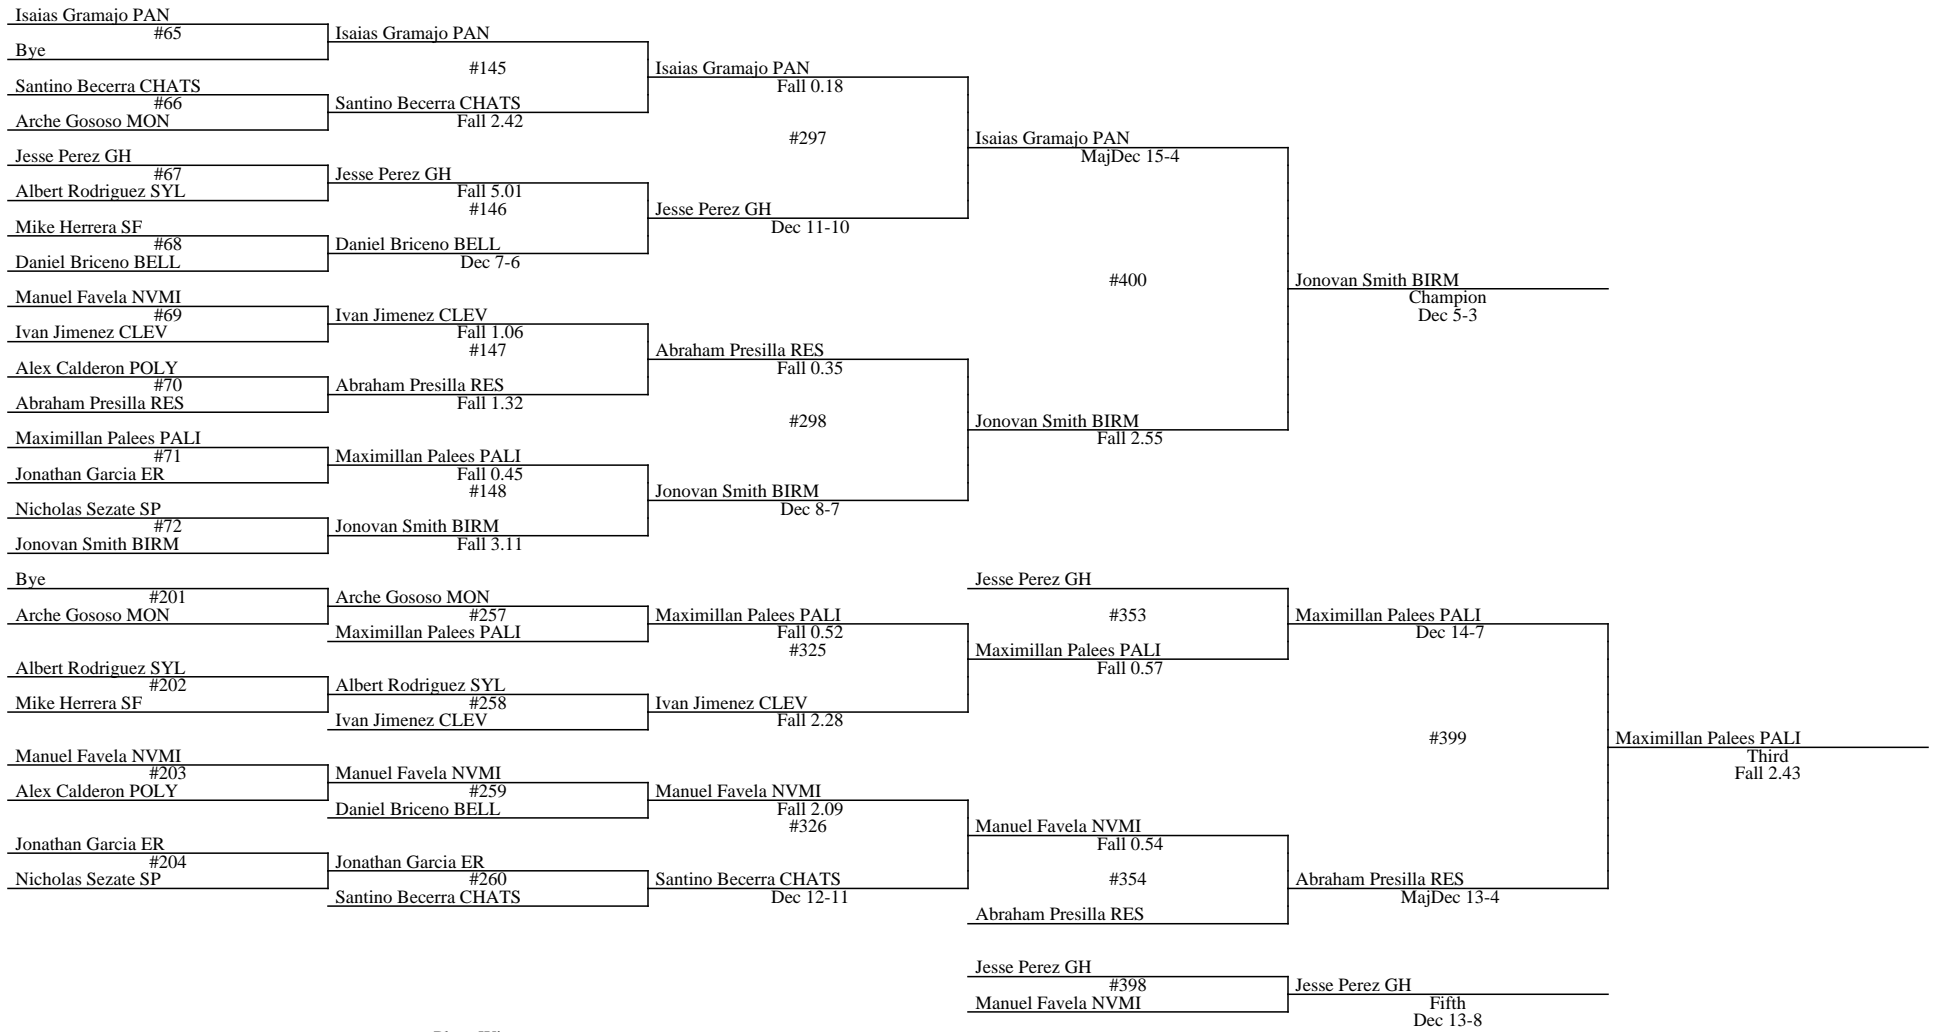 Isaias Gramajo PAN
#65
Bye
Santino Becerra CHATS
#66
Arche Gososo MON
Jesse Perez GH
#67
Albert Rodriguez SYL
Mike Herrera SF
#68
Daniel Briceno BELL
Manuel Favela NVMI
#69
Ivan Jimenez CLEV
Alex Calderon POLY
#70
Abraham Presilla RES
Maximillan Palees PALI
#71
Jonathan Garcia ER
Nicholas Sezate SP
#72
Jonovan Smith BIRM
Isaias Gramajo PAN
#145
Santino Becerra CHATS
Fall 2.42
Jesse Perez GH
Fall 5.01
#146
Daniel Briceno BELL
Dec 7-6
Ivan Jimenez CLEV
Fall 1.06
#147
Abraham Presilla RES
Fall 1.32
Maximillan Palees PALI
Fall 0.45
#148
Jonovan Smith BIRM
Fall 3.11
Isaias Gramajo PAN
Fall 0.18
#297
Jesse Perez GH
Dec 11-10
Abraham Presilla RES
Fall 0.35
#298
Jonovan Smith BIRM
Dec 8-7
Isaias Gramajo PAN
MajDec 15-4
#400
Jonovan Smith BIRM
Fall 2.55
Jonovan Smith BIRM
Champion
Dec 5-3
Bye
#201
Arche Gososo MON
Albert Rodriguez SYL
#202
Mike Herrera SF
Manuel Favela NVMI
#203
Alex Calderon POLY
Jonathan Garcia ER
#204
Nicholas Sezate SP
Arche Gososo MON
#257
Maximillan Palees PALI
Albert Rodriguez SYL
#258
Ivan Jimenez CLEV
Manuel Favela NVMI
#259
Daniel Briceno BELL
Jonathan Garcia ER
#260
Santino Becerra CHATS
Maximillan Palees PALI
Fall 0.52
#325
Ivan Jimenez CLEV
Fall 2.28
Manuel Favela NVMI
Fall 2.09
#326
Santino Becerra CHATS
Dec 12-11
Jesse Perez GH
#353
Maximillan Palees PALI
Fall 0.57
Manuel Favela NVMI
Fall 0.54
#354
Abraham Presilla RES
Maximillan Palees PALI
Dec 14-7
#399
Abraham Presilla RES
MajDec 13-4
Maximillan Palees PALI
Third
Fall 2.43
Jesse Perez GH
#398
Manuel Favela NVMI
Jesse Perez GH
Fifth
Dec 13-8